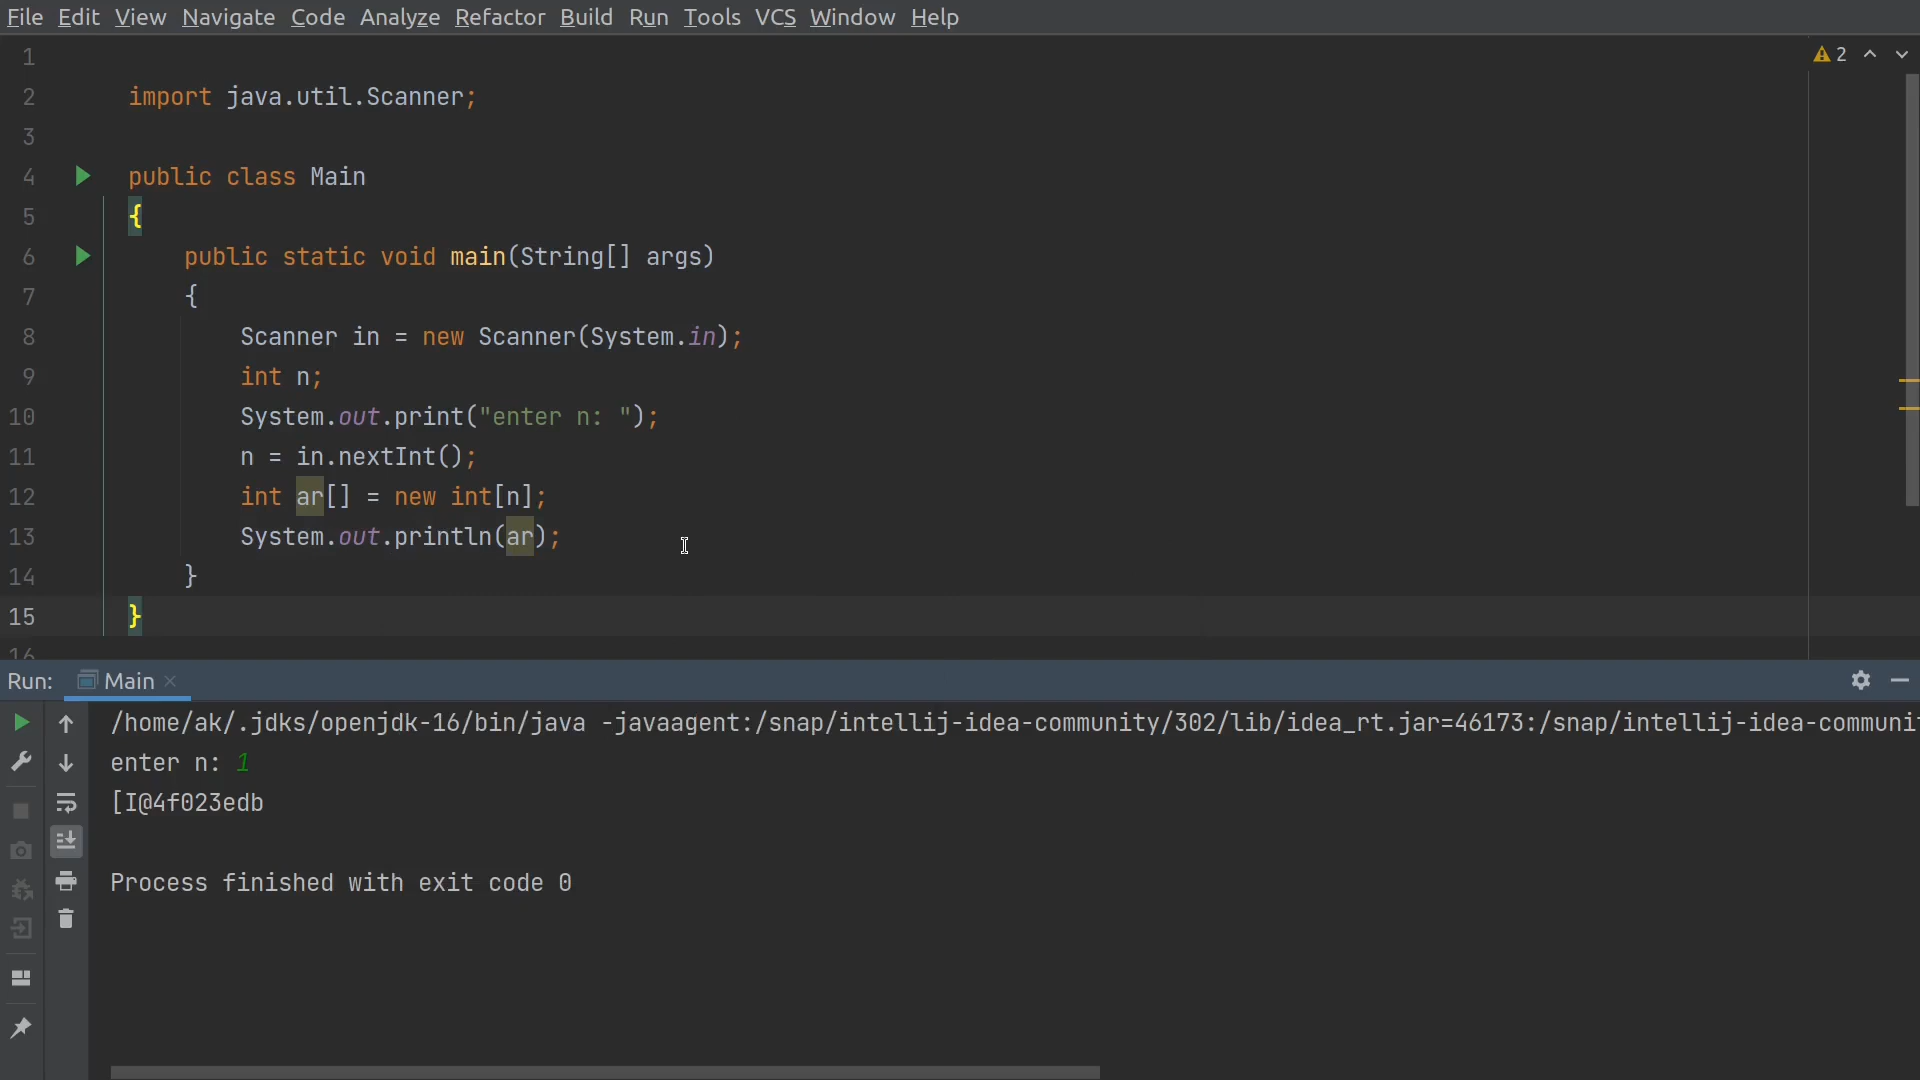 File Edit View Navigate Code Analyze Refactor Build Run Tools VCS Window Help
1
2 import java.util.Scanner;
3
4 public class Main
5 {
6 public static void main(String[] args)
7 {
8 Scanner in = new Scanner(System.in);
9 int n;
10 System.out.print("enter n: ");
11 n = in.nextInt();
12 int ar[] = new int[n];
13 System.out.println(ar);
14 }
15 }
16
2
Run: Main
/home/ak/.jdks/openjdk-16/bin/java -javaagent:/snap/intellij-idea-community/302/lib/idea_rt.jar=46173:/snap/intellij-idea-communi
enter n: 1
[I@4f023edb
Process finished with exit code 0